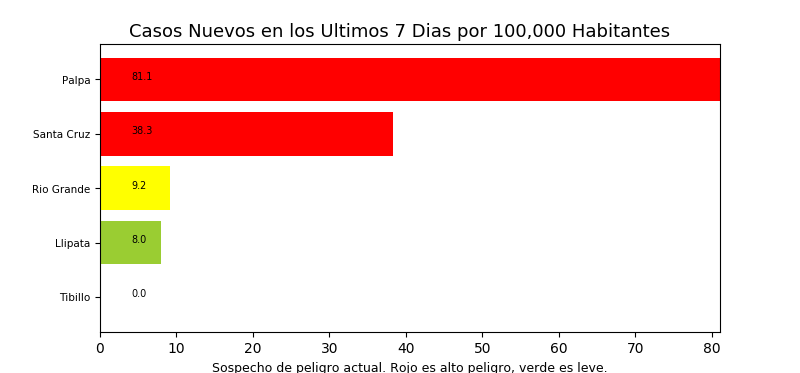 Casos Nuevos en los Ultimos 7 Dias por 100,000 Habitantes
Palpa 81.1
Santa Cruz 38.3
Rio Grande 9.2
Llipata 8.0
Tibillo 0.0
0 10 20 30 40 50 60 70 80
Sospecho de peligro actual. Rojo es alto peligro, verde es leve.